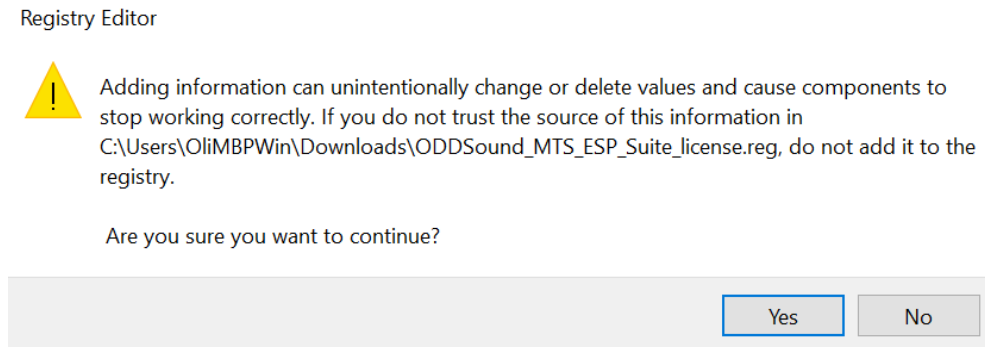 Registry Editor
Adding information can unintentionally change or delete values and cause components to
stop working correctly. If you do not trust the source of this information in
C:\Users\OliMBPWin\Downloads\ODDSound_MTS_ESP_Suite_license.reg, do not add it to the
registry.
Are you sure you want to continue?
Yes
No